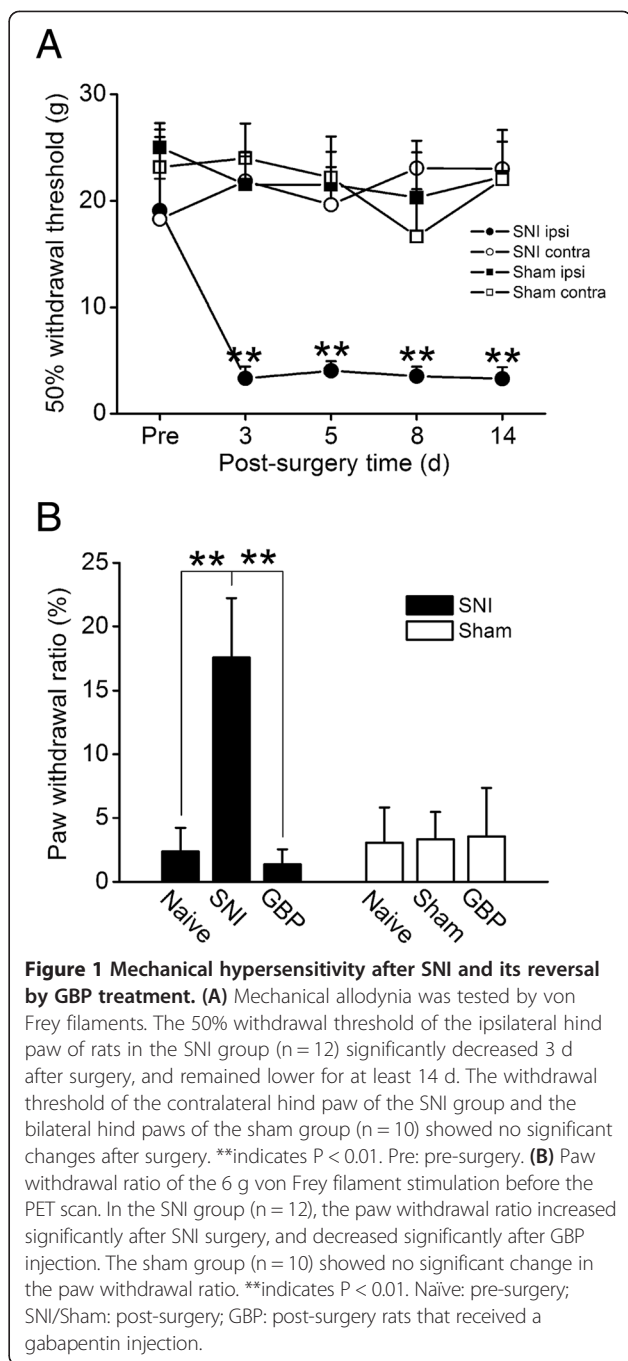 A
30
20
10
0
50% withdrawal threshold (g)
SNI ipsi
SNI contra
Sham ipsi
Sham contra
** ** ** **
Pre 3 5 8 14
Post-surgery time (d)
B
** **
25
20
15
10
5
0
Paw withdrawal ratio (%)
SNI
Sham
Naive SNI GBP Naive Sham GBP
Figure 1 Mechanical hypersensitivity after SNI and its reversal
by GBP treatment. (A) Mechanical allodynia was tested by von
Frey filaments. The 50% withdrawal threshold of the ipsilateral hind
paw of rats in the SNI group (n = 12) significantly decreased 3 d
after surgery, and remained lower for at least 14 d. The withdrawal
threshold of the contralateral hind paw of the SNI group and the
bilateral hind paws of the sham group (n = 10) showed no significant
changes after surgery. **indicates P < 0.01. Pre: pre-surgery. (B) Paw
withdrawal ratio of the 6 g von Frey filament stimulation before the
PET scan. In the SNI group (n = 12), the paw withdrawal ratio increased
significantly after SNI surgery, and decreased significantly after GBP
injection. The sham group (n = 10) showed no significant change in
the paw withdrawal ratio. **indicates P < 0.01. Naïve: pre-surgery;
SNI/Sham: post-surgery; GBP: post-surgery rats that received a
gabapentin injection.